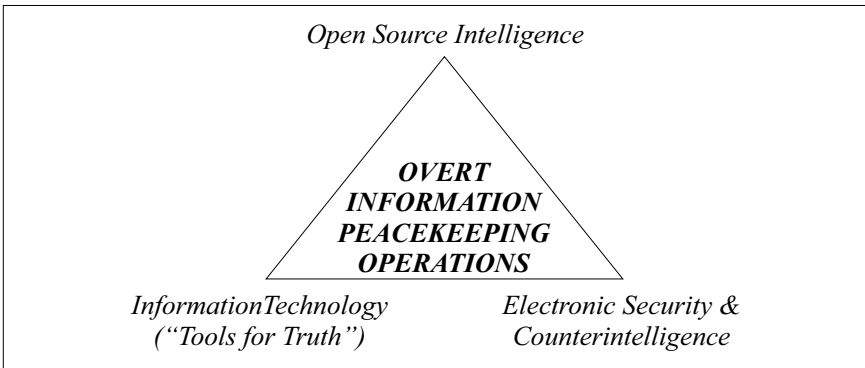 Open Source Intelligence
OVERT
INFORMATION
PEACEKEEPING
OPERATIONS
InformationTechnology
(“Tools for Truth”)
Electronic Security &
Counterintelligence